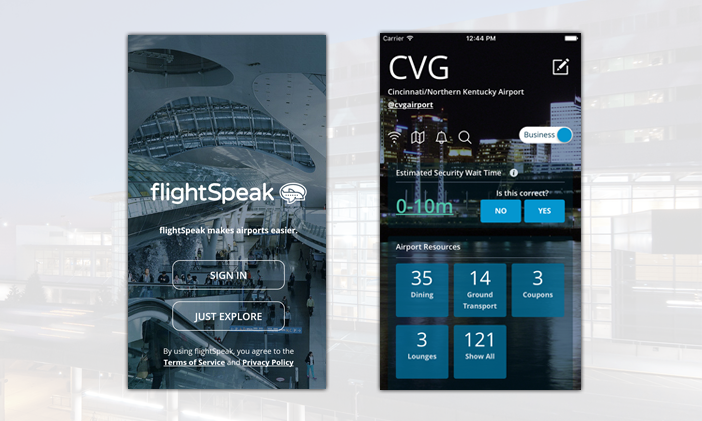 flightSpeak
flightSpeak makes airports easier.
SIGN IN
JUST EXPLORE
By using flightSpeak, you agree to the
Terms of Service and Privacy Policy
Carrier 12:44 PM
CVG
Cincinnati/Northern Kentucky Airport
@cvgairport
Business
Estimated Security Wait Time i
Is this correct?
0-10m
NO YES
Airport Resources
35 14 3
Dining Ground Coupons
Transport
3 121
Lounges Show All